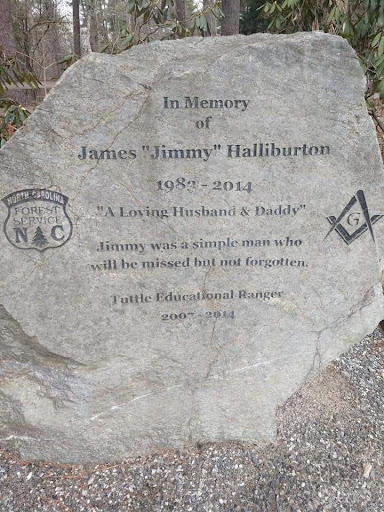 In Memory
of
James "Jimmy" Halliburton
1983 - 2014
"A Loving Husband & Daddy"
NORTH CAROLINA
FOREST
SERVICE
N C
G
Jimmy was a simple man who
will be missed but not forgotten.
Tuttle Educational Ranger
2007 - 2014